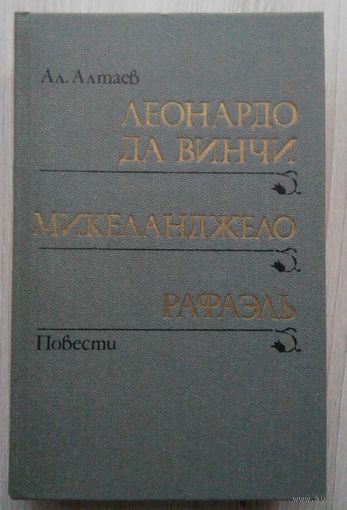 Ал. Алтаев
ЛЕОНАРДО
ДА ВИНЧИ
МИКЕЛАНДЖЕЛО
РАФАЭЛЬ
Повести